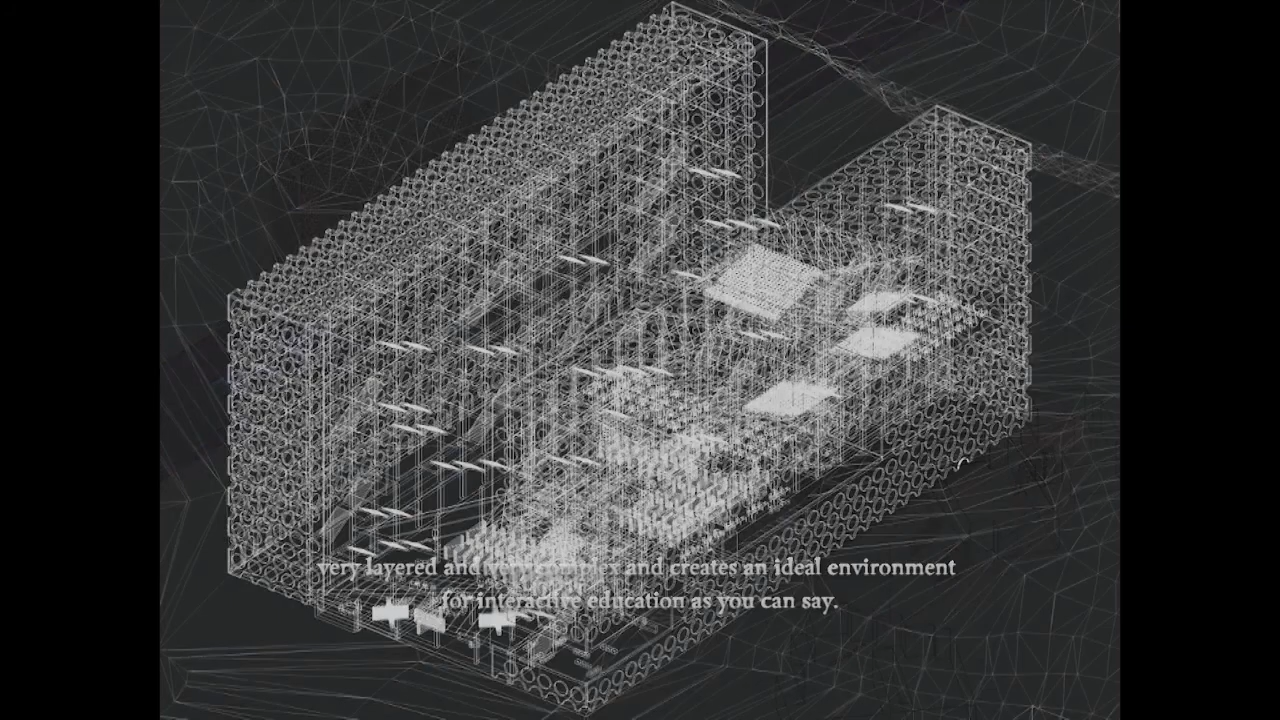 very layered and very complex and creates an ideal environment
for interactive education as you can say.